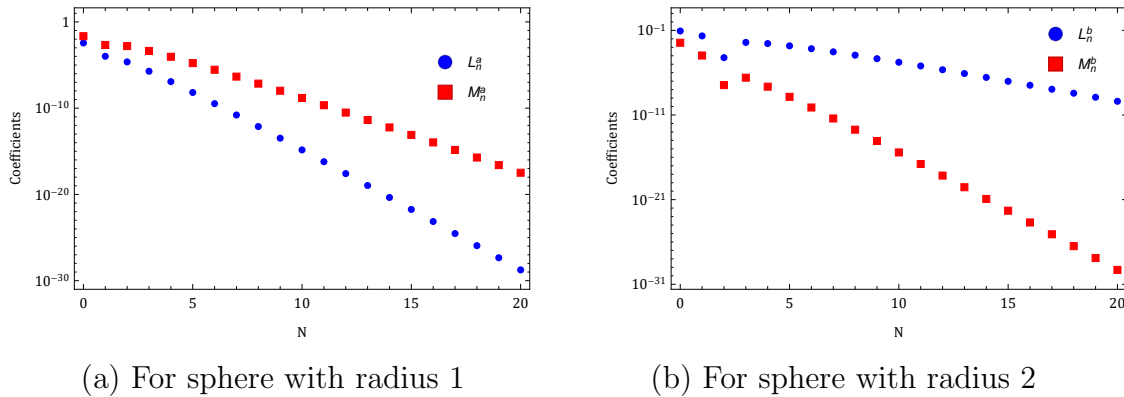 1
10^-10
10^-20
10^-30
Coefficients
0 5 10 15 20
N
L_n^a
M_n^a
(a) For sphere with radius 1
10^-1
10^-11
10^-21
10^-31
Coefficients
0 5 10 15 20
N
L_n^b
M_n^b
(b) For sphere with radius 2